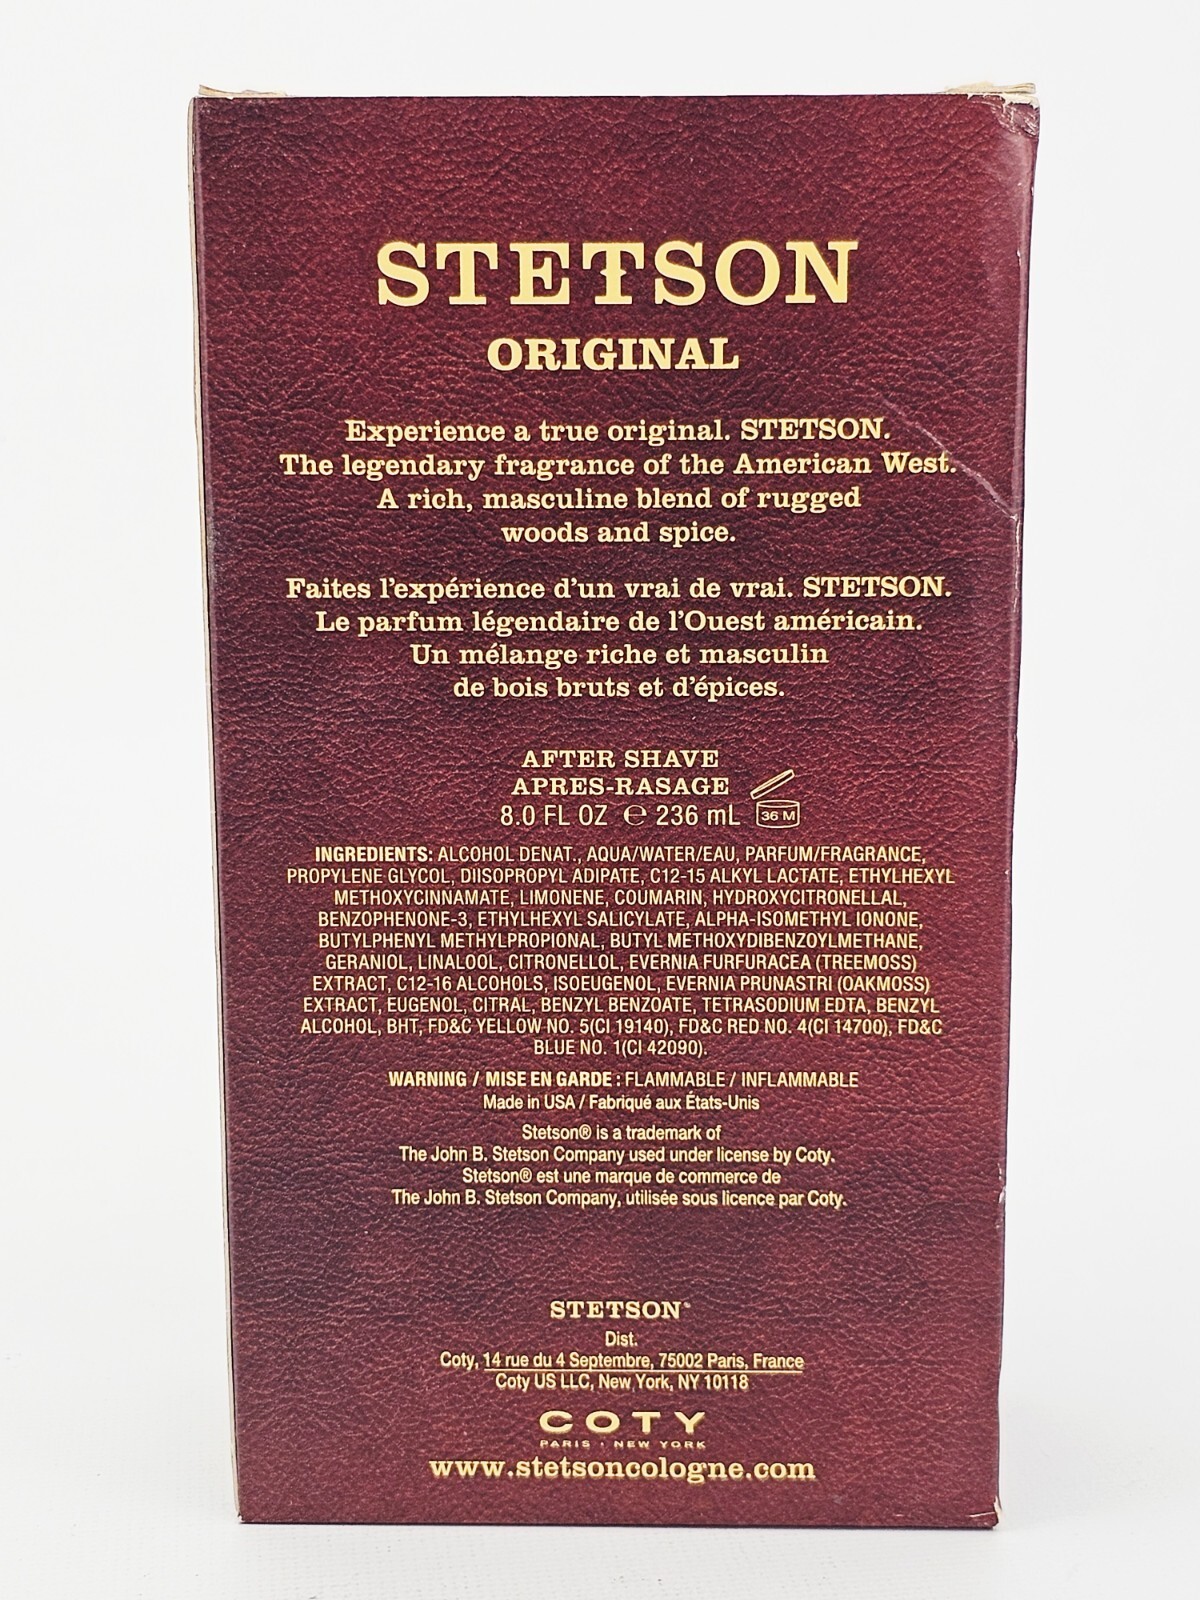 STETSON
ORIGINAL
Experience a true original. STETSON.
The legendary fragrance of the American West.
A rich, masculine blend of rugged
woods and spice.
Faites l'expérience d'un vrai de vrai. STETSON.
Le parfum légendaire de l'Ouest américain.
Un mélange riche et masculin
de bois bruts et d'épices.
AFTER SHAVE
APRES-RASAGE
8.0 FL OZ ℮ 236 mL 36 M
INGREDIENTS: ALCOHOL DENAT., AQUA/WATER/EAU, PARFUM/FRAGRANCE,
PROPYLENE GLYCOL, DIISOPROPYL ADIPATE, C12-15 ALKYL LACTATE, ETHYLHEXYL
METHOXYCINNAMATE, LIMONENE, COUMARIN, HYDROXYCITRONELLAL,
BENZOPHENONE-3, ETHYLHEXYL SALICYLATE, ALPHA-ISOMETHYL IONONE,
BUTYLPHENYL METHYLPROPIONAL, BUTYL METHOXYDIBENZOYLMETHANE,
GERANIOL, LINALOOL, CITRONELLOL, EVERNIA FURFURACEA (TREEMOSS)
EXTRACT, C12-16 ALCOHOLS, ISOEUGENOL, EVERNIA PRUNASTRI (OAKMOSS)
EXTRACT, EUGENOL, CITRAL, BENZYL BENZOATE, TETRASODIUM EDTA, BENZYL
ALCOHOL, BHT, FD&C YELLOW NO. 5(CI 19140), FD&C RED NO. 4(CI 14700), FD&C
BLUE NO. 1(CI 42090).
WARNING / MISE EN GARDE : FLAMMABLE / INFLAMMABLE
Made in USA / Fabriqué aux États-Unis
Stetson® is a trademark of
The John B. Stetson Company used under license by Coty.
Stetson® est une marque de commerce de
The John B. Stetson Company, utilisée sous licence par Coty.
STETSON®
Dist.
Coty, 14 rue du 4 Septembre, 75002 Paris, France
Coty US LLC, New York, NY 10118
COTY
PARIS · NEW YORK
www.stetsoncologne.com